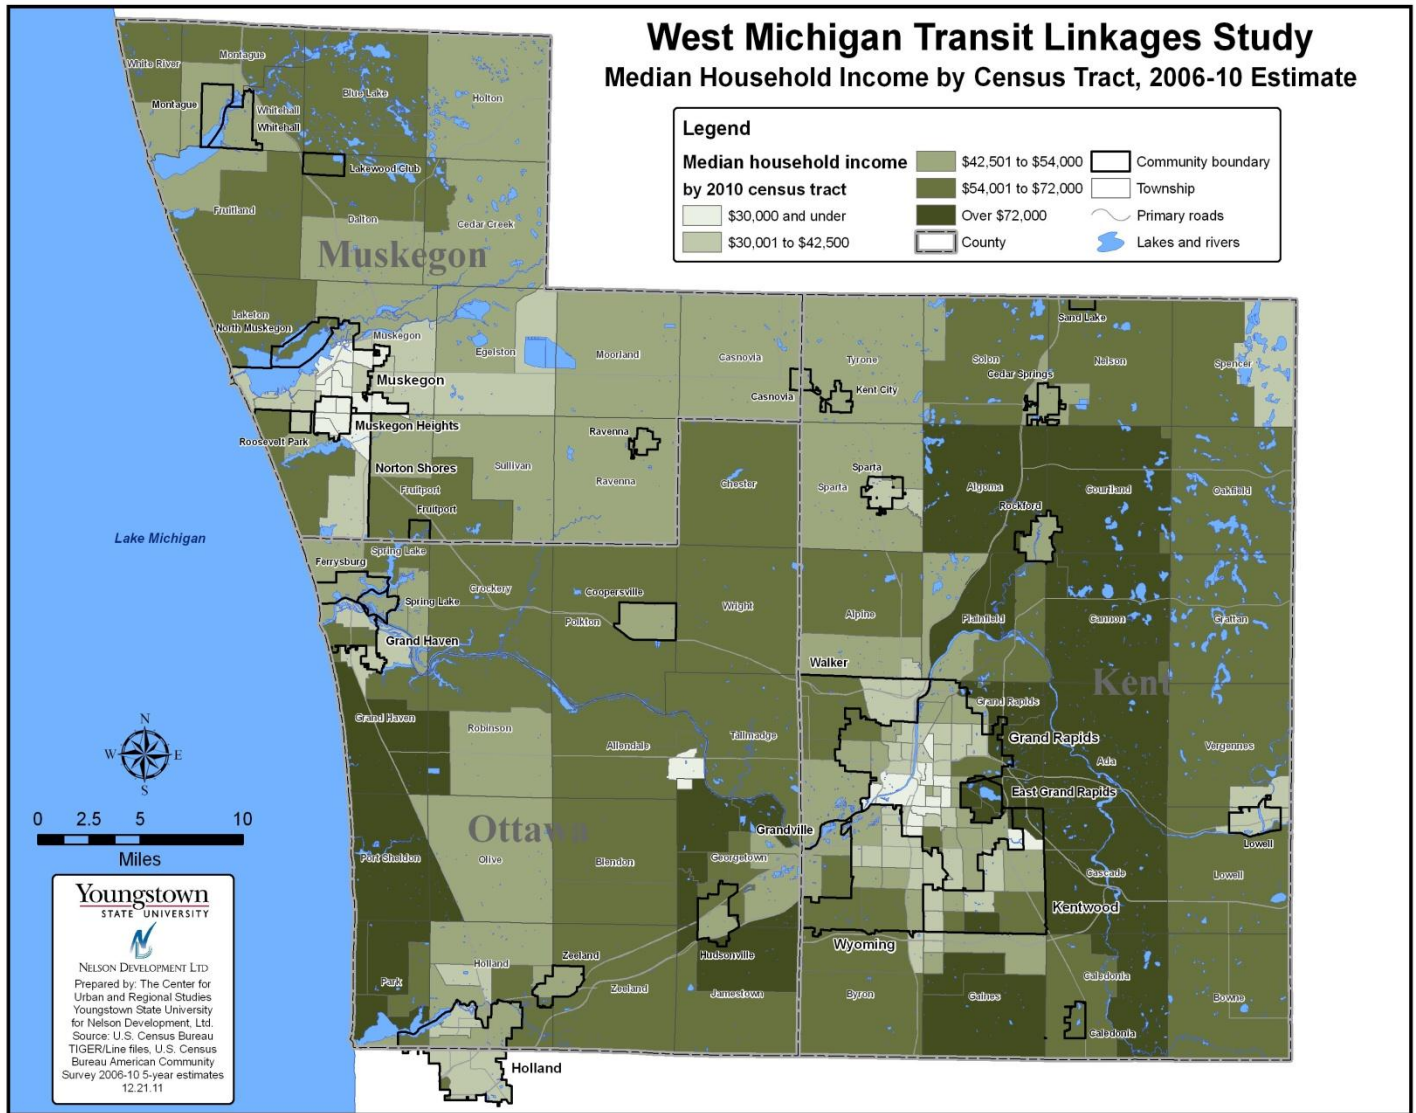 West Michigan Transit Linkages Study
Median Household Income by Census Tract, 2006-10 Estimate
Legend
Median household income
by 2010 census tract
$30,000 and under
$30,001 to $42,500
$42,501 to $54,000
$54,001 to $72,000
Over $72,000
County
Community boundary
Township
Primary roads
Lakes and rivers
White River
Montague
Montague
Whitehall
Whitehall
Blue Lake
Holton
Lakewood Club
Fruitland
Dalton
Cedar Creek
Muskegon
Laketon
North Muskegon
Muskegon
Egelston
Moorland
Casnovia
Tyrone
Solon
Sand Lake
Nelson
Spencer
Muskegon
Casnovia
Kent City
Cedar Springs
Muskegon Heights
Roosevelt Park
Ravenna
Norton Shores
Sullivan
Ravenna
Chester
Sparta
Sparta
Algoma
Courtland
Oakfield
Fruitport
Fruitport
Rockford
Lake Michigan
Ferrysburg
Spring Lake
Crockery
Coopersville
Spring Lake
Polkton
Wright
Alpine
Plainfield
Cannon
Grattan
Grand Haven
Walker
Kent
Grand Haven
Robinson
Allendale
Tallmadge
Grand Rapids
Grand Rapids
Ada
Vergennes
East Grand Rapids
Ottawa
Grandville
Port Sheldon
Olive
Blendon
Georgetown
Cascade
Lowell
Lowell
Kentwood
Wyoming
Hudsonville
Holland
Zeeland
Park
Zeeland
Jamestown
Byron
Gaines
Caledonia
Bowne
Caledonia
Holland
N
W E
S
0 2.5 5 10
Miles
Youngstown
STATE UNIVERSITY
NELSON DEVELOPMENT LTD
Prepared by: The Center for
Urban and Regional Studies
Youngstown State University
for Nelson Development, Ltd.
Source: U.S. Census Bureau
TIGER/Line files, U.S. Census
Bureau American Community
Survey 2006-10 5-year estimates
12.21.11